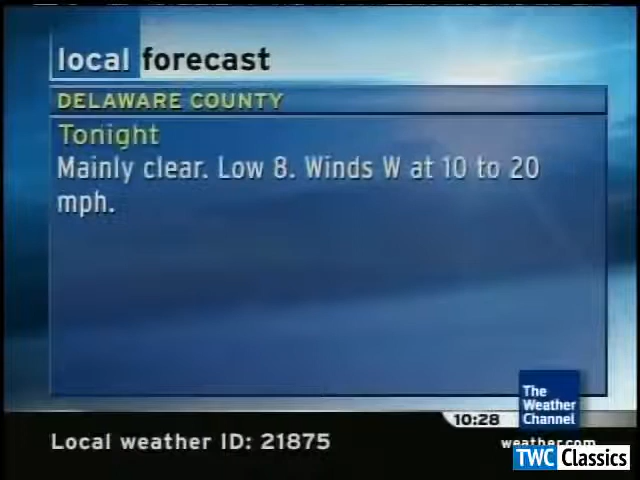 local forecast
DELAWARE COUNTY
Tonight
Mainly clear. Low 8. Winds W at 10 to 20
mph.
The
Weather
Channel
10:28
Local weather ID: 21875
weather.com
TWC Classics